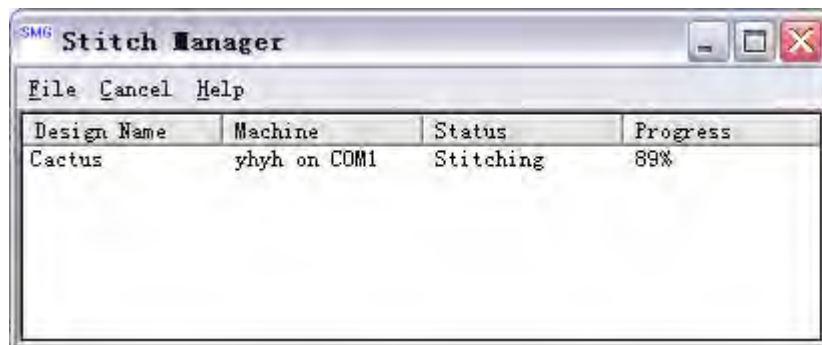 SMG Stitch Manager
File Cancel Help
Design Name Machine Status Progress
Cactus yhyh on COM1 Stitching 89%